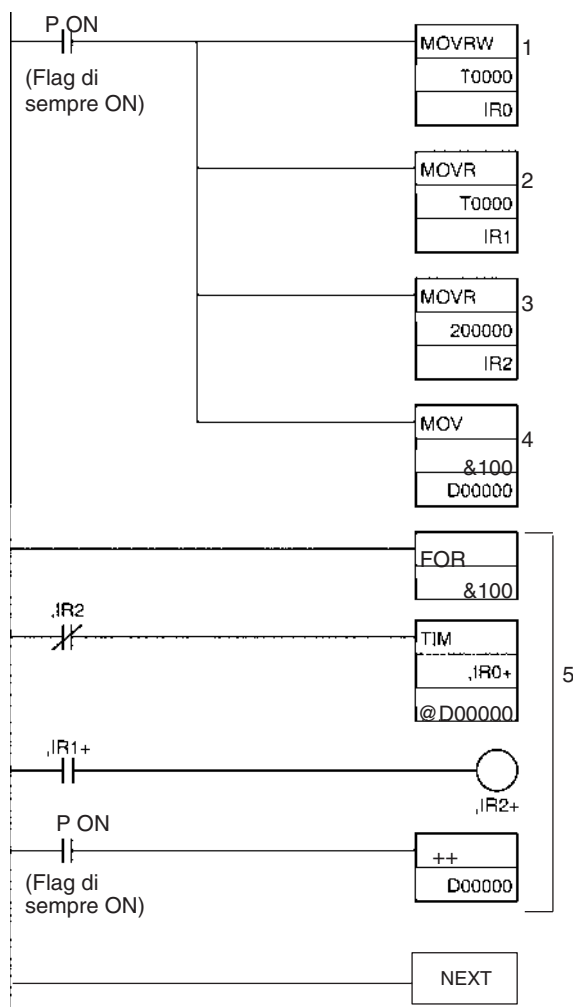 P ON
(Flag di
sempre ON)
MOVRW
T0000
IR0
1
MOVR
T0000
IR1
2
MOVR
200000
IR2
3
MOV
&100
D00000
4
FOR
&100
,IR2
TIM
,IR0+
@D00000
5
,IR1+
,IR2+
P ON
(Flag di
sempre ON)
++
D00000
NEXT